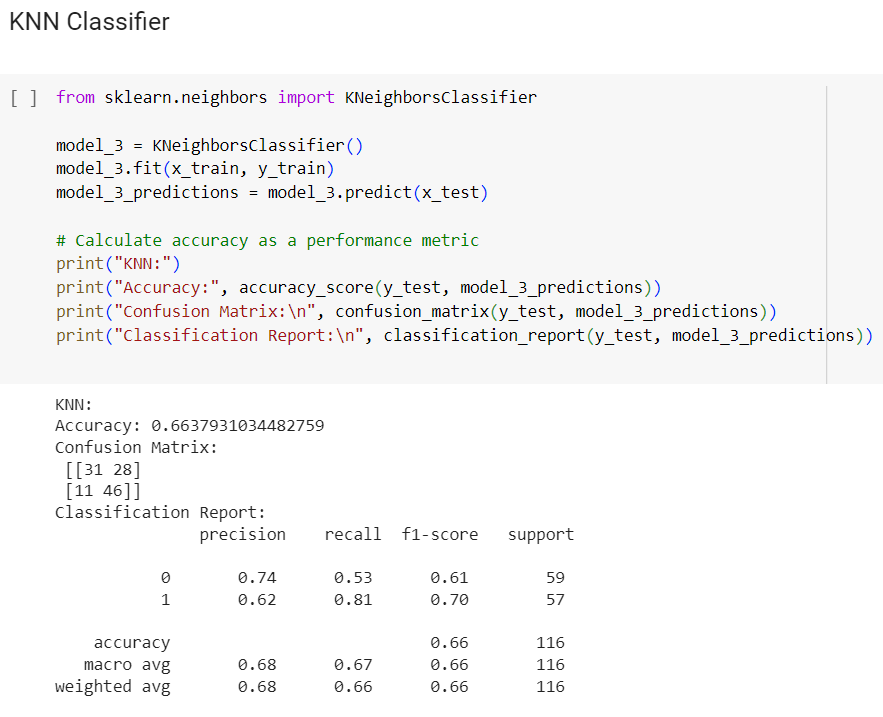 KNN Classifier
[ ] from sklearn.neighbors import KNeighborsClassifier
model_3 = KNeighborsClassifier()
model_3.fit(x_train, y_train)
model_3_predictions = model_3.predict(x_test)
# Calculate accuracy as a performance metric
print("KNN:")
print("Accuracy:", accuracy_score(y_test, model_3_predictions))
print("Confusion Matrix:\n", confusion_matrix(y_test, model_3_predictions))
print("Classification Report:\n", classification_report(y_test, model_3_predictions))
KNN:
Accuracy: 0.6637931034482759
Confusion Matrix:
[[31 28]
[11 46]]
Classification Report:
precision recall f1-score support
0 0.74 0.53 0.61 59
1 0.62 0.81 0.70 57
accuracy 0.66 116
macro avg 0.68 0.67 0.66 116
weighted avg 0.68 0.66 0.66 116